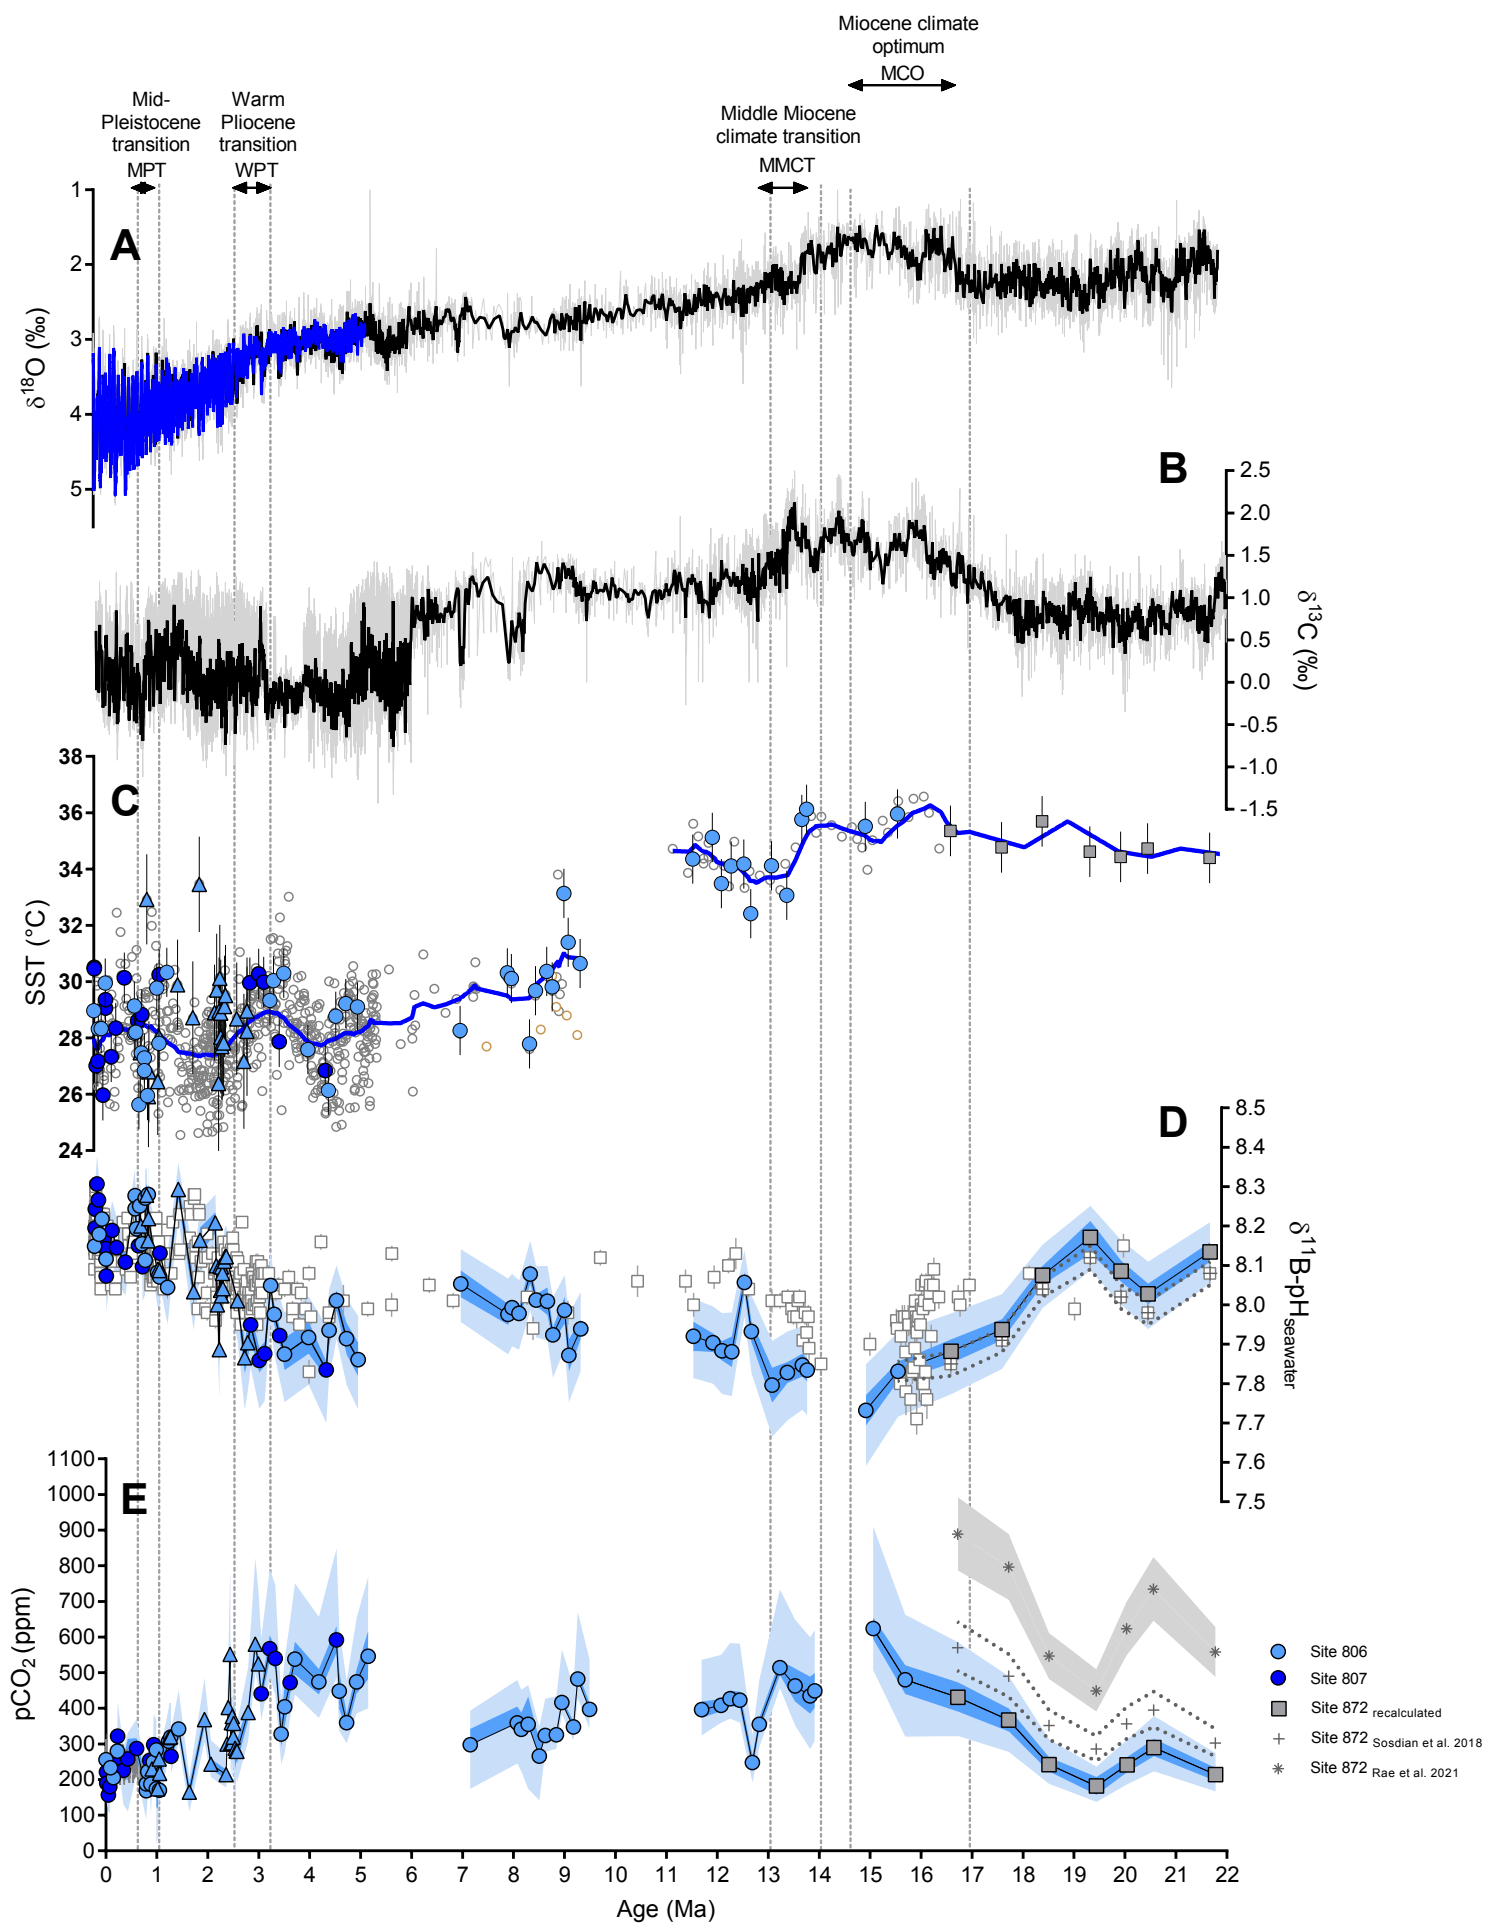 Miocene climate
optimum
MCO
Mid-
Pleistocene
transition
MPT
Warm
Pliocene
transition
WPT
Middle Miocene
climate transition
MMCT
A
1
2
3
4
5
δ18O (‰)
B
2.5
2.0
1.5
1.0
0.5
0.0
-0.5
-1.0
-1.5
δ13C (‰)
C
38
36
34
32
30
28
26
24
SST (°C)
D
8.5
8.4
8.3
8.2
8.1
8.0
7.9
7.8
7.7
7.6
7.5
δ11B-pHseawater
E
1100
1000
900
800
700
600
500
400
300
200
100
0
pCO2 (ppm)
0 1 2 3 4 5 6 7 8 9 10 11 12 13 14 15 16 17 18 19 20 21 22
Age (Ma)
Site 806
Site 807
Site 872 recalculated
Site 872 Sosdian et al. 2018
Site 872 Rae et al. 2021